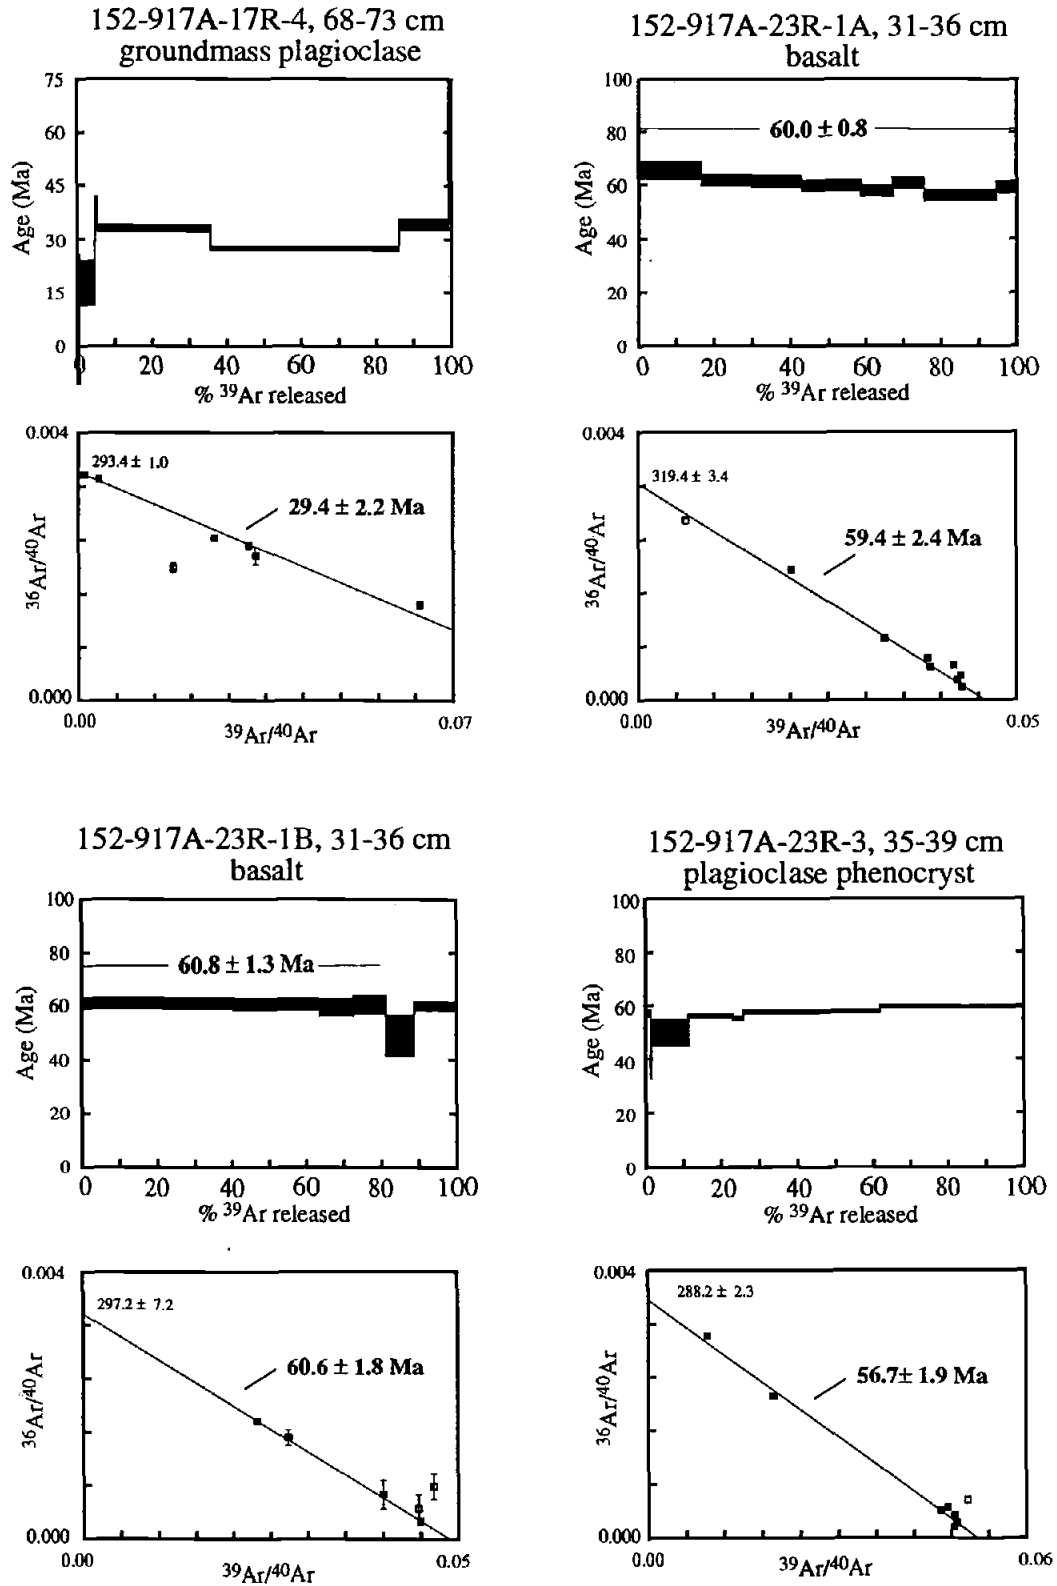 152-917A-17R-4, 68-73 cm
groundmass plagioclase
75
60
45
30
15
0
Age (Ma)
0 20 40 60 80 100
% ³⁹Ar released
0.004
293.4 ± 1.0
29.4 ± 2.2 Ma
³⁶Ar/⁴⁰Ar
0.000
0.00 0.07
³⁹Ar/⁴⁰Ar
152-917A-23R-1A, 31-36 cm
basalt
100
80
60
40
20
0
60.0 ± 0.8
Age (Ma)
0 20 40 60 80 100
% ³⁹Ar released
0.004
319.4 ± 3.4
59.4 ± 2.4 Ma
³⁶Ar/⁴⁰Ar
0.000
0.00 0.05
³⁹Ar/⁴⁰Ar
152-917A-23R-1B, 31-36 cm
basalt
100
80
60
40
20
0
60.8 ± 1.3 Ma
Age (Ma)
0 20 40 60 80 100
% ³⁹Ar released
0.004
297.2 ± 7.2
60.6 ± 1.8 Ma
³⁶Ar/⁴⁰Ar
0.000
0.00 0.05
³⁹Ar/⁴⁰Ar
152-917A-23R-3, 35-39 cm
plagioclase phenocryst
100
80
60
40
20
0
Age (Ma)
0 20 40 60 80 100
% ³⁹Ar released
0.004
288.2 ± 2.3
56.7± 1.9 Ma
³⁶Ar/⁴⁰Ar
0.000
0.00 0.06
³⁹Ar/⁴⁰Ar